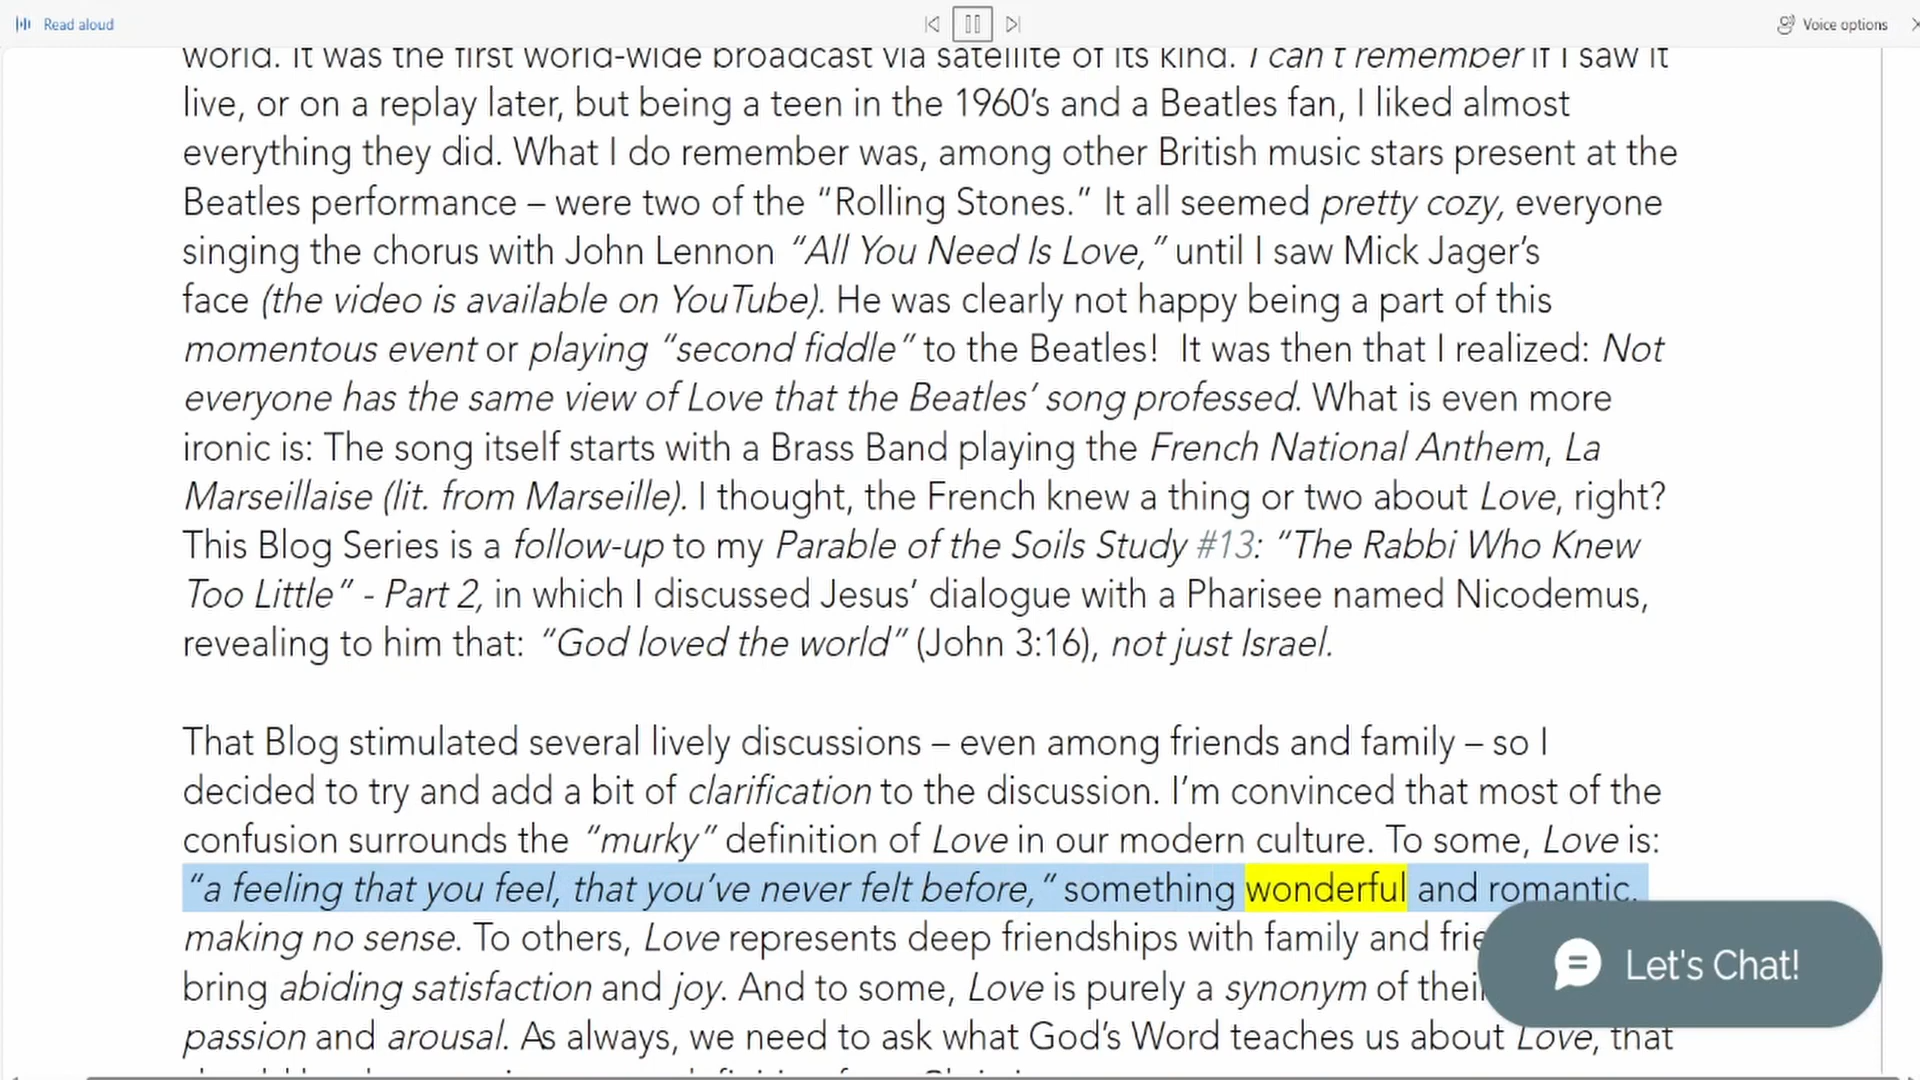 Read aloud
Voice options
world. It was the first world-wide broadcast via satellite of its kind. I can't remember if I saw it
live, or on a replay later, but being a teen in the 1960’s and a Beatles fan, I liked almost
everything they did. What I do remember was, among other British music stars present at the
Beatles performance – were two of the “Rolling Stones.” It all seemed pretty cozy, everyone
singing the chorus with John Lennon “All You Need Is Love,” until I saw Mick Jager’s
face (the video is available on YouTube). He was clearly not happy being a part of this
momentous event or playing “second fiddle” to the Beatles!  It was then that I realized: Not
everyone has the same view of Love that the Beatles’ song professed. What is even more
ironic is: The song itself starts with a Brass Band playing the French National Anthem, La
Marseillaise (lit. from Marseille). I thought, the French knew a thing or two about Love, right?
This Blog Series is a follow-up to my Parable of the Soils Study #13: “The Rabbi Who Knew
Too Little” - Part 2, in which I discussed Jesus’ dialogue with a Pharisee named Nicodemus,
revealing to him that: “God loved the world” (John 3:16), not just Israel.
That Blog stimulated several lively discussions – even among friends and family – so I
decided to try and add a bit of clarification to the discussion. I’m convinced that most of the
confusion surrounds the “murky” definition of Love in our modern culture. To some, Love is:
“a feeling that you feel, that you’ve never felt before,” something wonderful and romantic,
making no sense. To others, Love represents deep friendships with family and
bring abiding satisfaction and joy. And to some, Love is purely a synonym of
passion and arousal. As always, we need to ask what God’s Word teaches us about Love, that
Let's Chat!